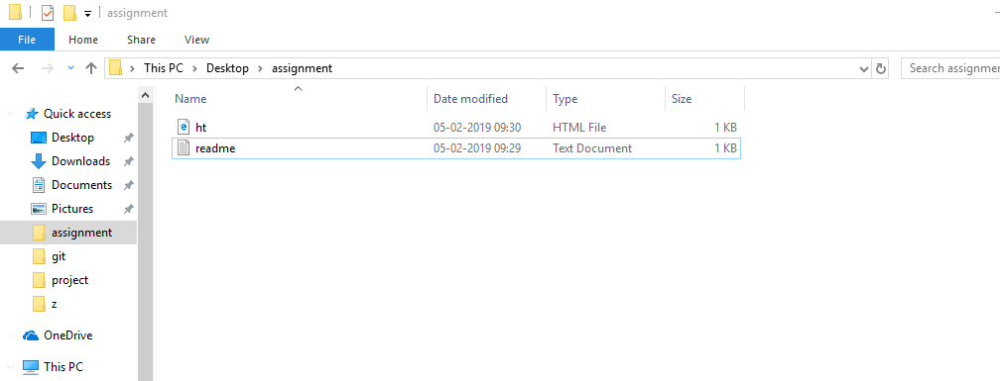 assignment
File Home Share View
This PC Desktop assignment
Name Date modified Type Size
Quick access
ht 05-02-2019 09:30 HTML File 1 KB
Desktop
readme 05-02-2019 09:29 Text Document 1 KB
Downloads
Documents
Pictures
assignment
git
project
z
OneDrive
This PC
Search assignme